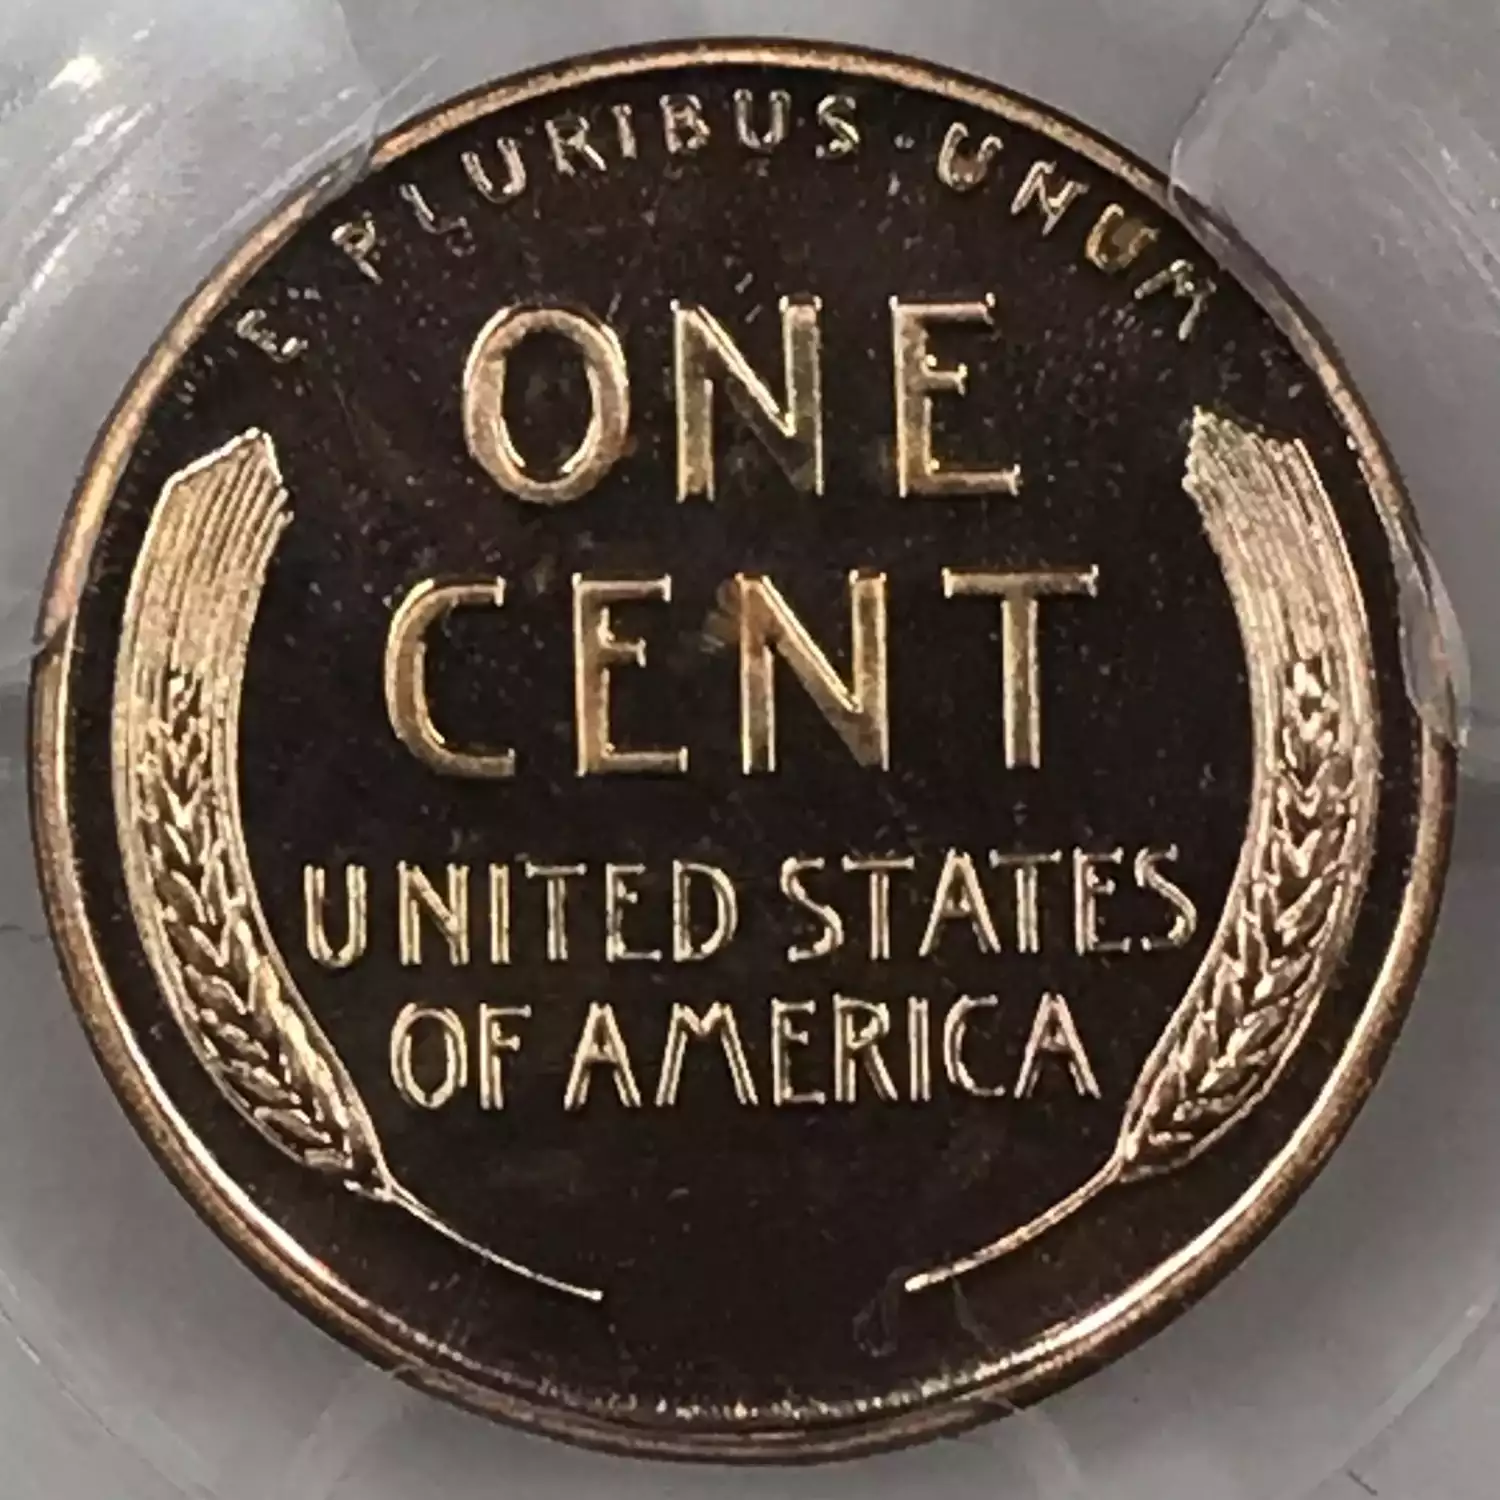 E PLURIBUS · UNUM
ONE
CENT
UNITED STATES
OF AMERICA